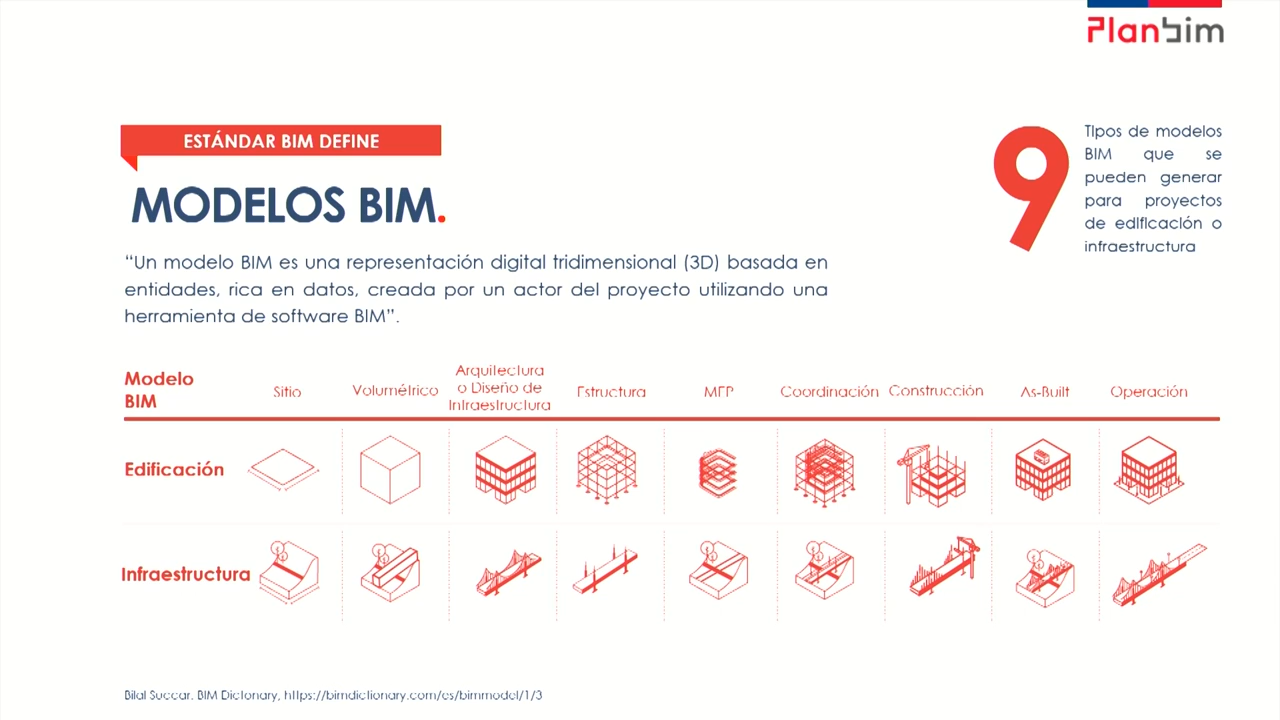 Planbim
ESTÁNDAR BIM DEFINE
MODELOS BIM.
“Un modelo BIM es una representación digital tridimensional (3D) basada en
entidades, rica en datos, creada por un actor del proyecto utilizando una
herramienta de software BIM”.
9
Tipos de modelos
BIM que se
pueden generar
para proyectos
de edificación o
infraestructura
Modelo
BIM
Sitio
Volumétrico
Arquitectura
o Diseño de
Infraestructura
Estructura
MEP
Coordinación
Construcción
As-Built
Operación
Edificación
Infraestructura
Bilal Succar. BIM Dictonary, https://bimdictionary.com/es/bimmodel/1/3